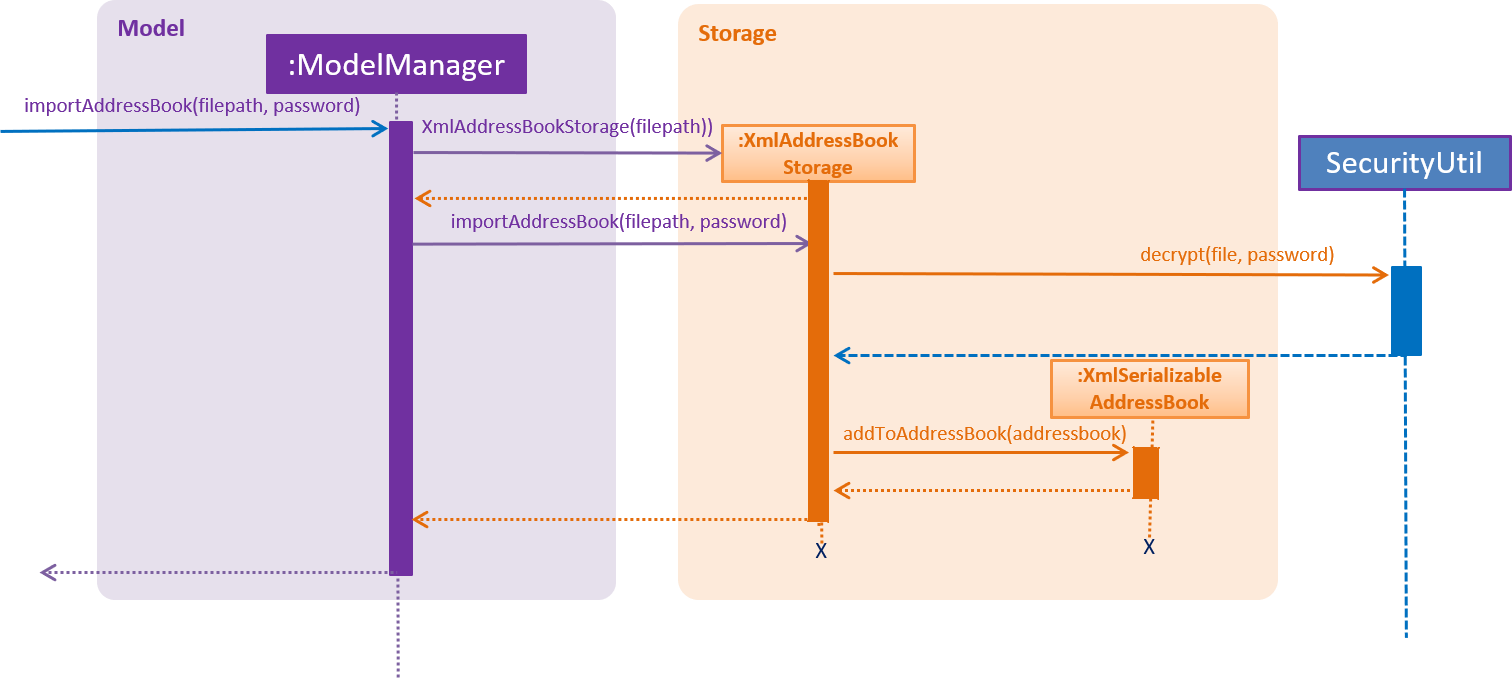 Model
Storage
:ModelManager
importAddressBook(filepath, password)
XmlAddressBookStorage(filepath))
:XmlAddressBook
Storage
SecurityUtil
importAddressBook(filepath, password)
decrypt(file, password)
:XmlSerializable
AddressBook
addToAddressBook(addressbook)
X
X